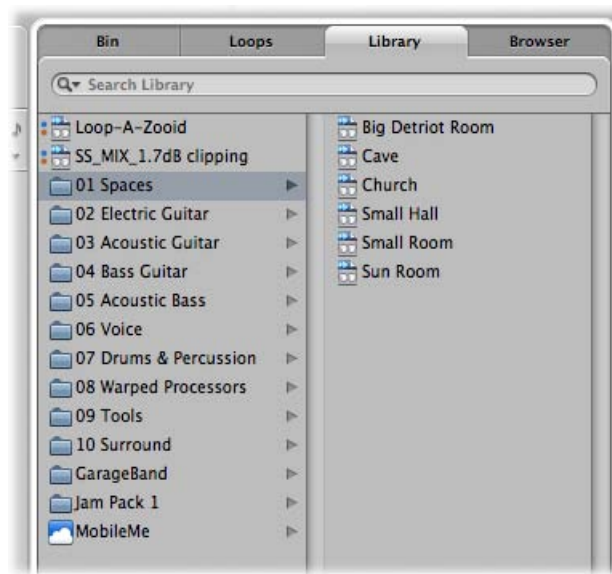 Bin Loops Library Browser
Search Library
Loop-A-Zooid
SS_MIX_1.7dB clipping
01 Spaces
02 Electric Guitar
03 Acoustic Guitar
04 Bass Guitar
05 Acoustic Bass
06 Voice
07 Drums & Percussion
08 Warped Processors
09 Tools
10 Surround
GarageBand
Jam Pack 1
MobileMe
Big Detriot Room
Cave
Church
Small Hall
Small Room
Sun Room